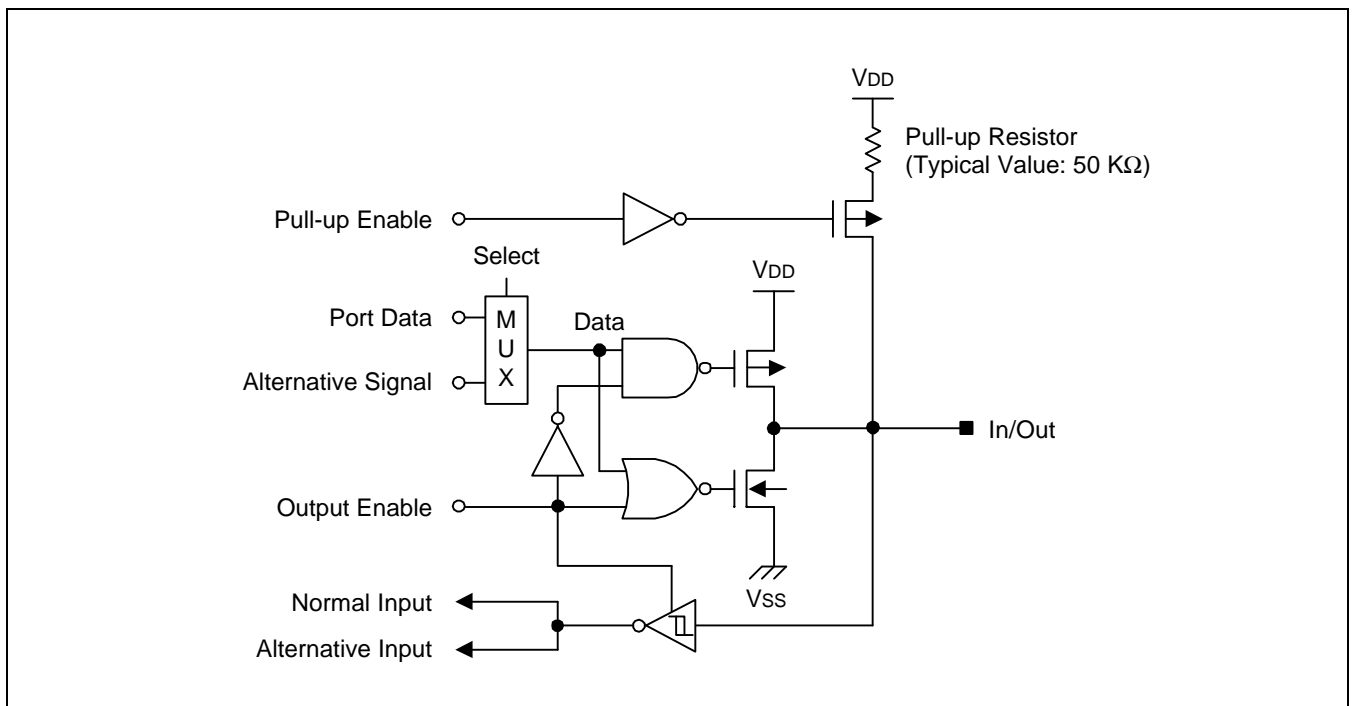 VDD
Pull-up Resistor
(Typical Value: 50 KΩ)
Pull-up Enable
Select
VDD
Port Data
M
U
X
Data
Alternative Signal
In/Out
Output Enable
VSS
Normal Input
Alternative Input